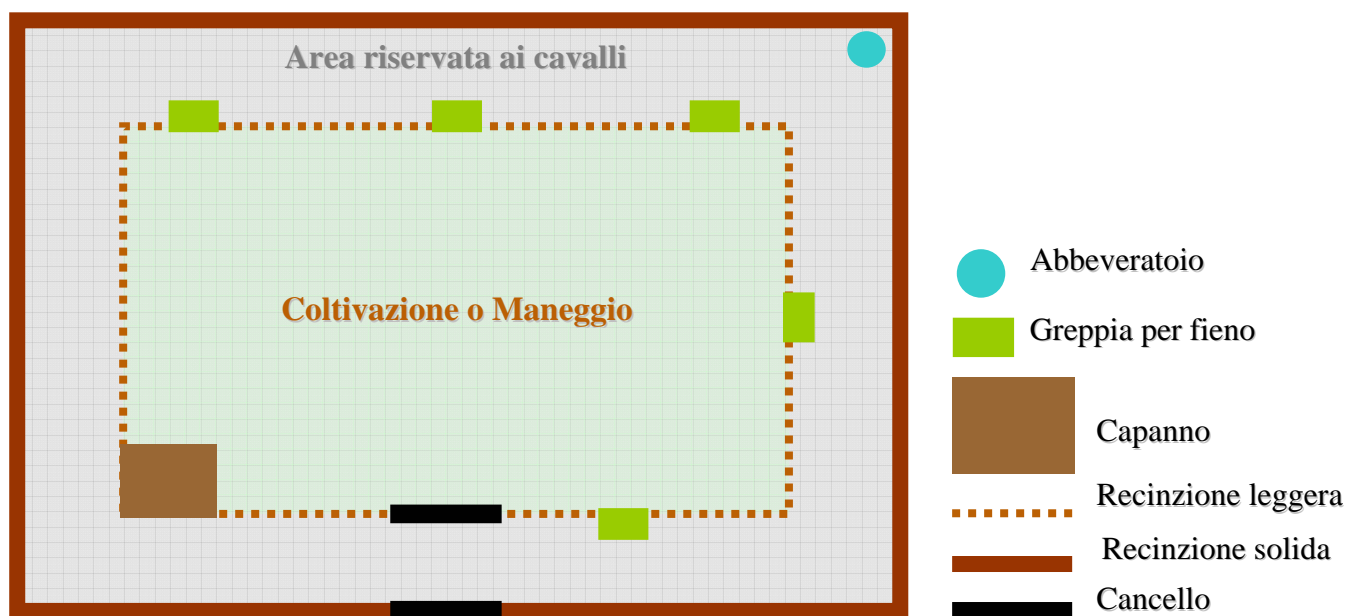 Area riservata ai cavalli
Coltivazione o Maneggio
Abbeveratoio
Greppia per fieno
Capanno
Recinzione leggera
Recinzione solida
Cancello